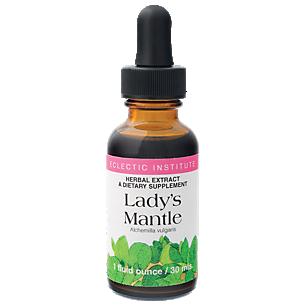 ECLECTIC INSTITUTE
HERBAL EXTRACT
A DIETARY SUPPLEMENT
Lady's
Mantle
Alchemilla vulgaris
1 fluid ounce / 30 mls